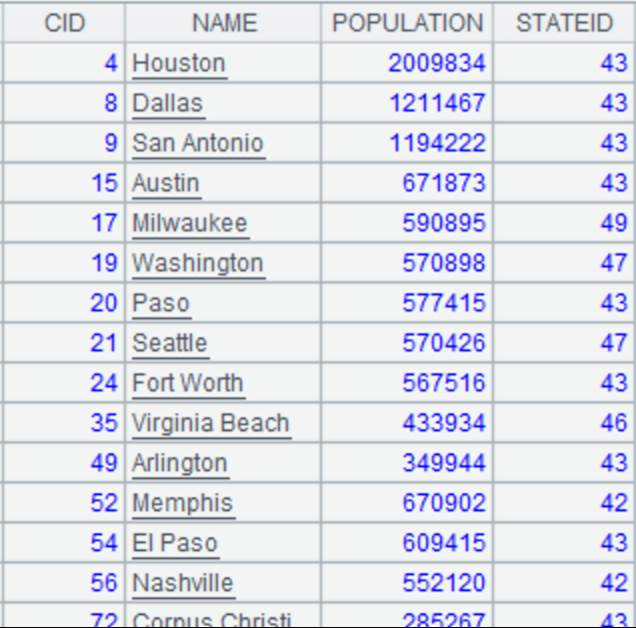 CID NAME POPULATION STATEID
4 Houston 2009834 43
8 Dallas 1211467 43
9 San Antonio 1194222 43
15 Austin 671873 43
17 Milwaukee 590895 49
19 Washington 570898 47
20 Paso 577415 43
21 Seattle 570426 47
24 Fort Worth 567516 43
35 Virginia Beach 433934 46
49 Arlington 349944 43
52 Memphis 670902 42
54 El Paso 609415 43
56 Nashville 552120 42
72 Corpus Christi 285267 43